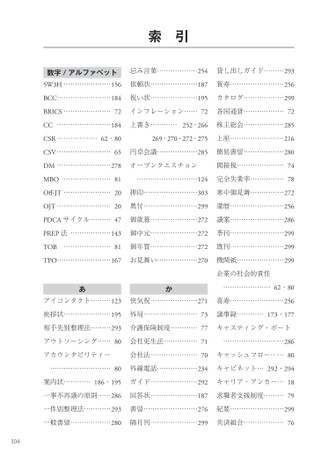 索　引
数字 / アルファベット
5W3H……………156
BCC………………184
BRICS …………… 72
CC …………………184
CSR …………… 62・80
CSV………………… 65
DM …………………278
MBO ……………… 81
Off-JT …………… 20
OJT ………………… 20
PDCA サイクル……… 47
PREP 法 ……………143
TOB ……………… 81
TPO…………………167
あ
アイコンタクト………123
挨拶状………………195
相手先別整理法………293
アウトソーシング…… 80
アカウンタビリティー
…………………… 80
案内状………… 186・195
一事不再議の原則……286
一件別整理法…………293
一般書留……………280
忘み言葉………………254
依頼状………………187
祝い状………………195
インフレーション…… 72
上書き………… 252・266
269・270・272・275
円卓会議……………285
オープンクエスチョン
……………………124
押印…………………303
奥付…………………299
御歳暮………………272
御中元………………272
御年賀………………272
お見舞い……………270
か
快気祝………………271
外局………………… 73
介護保険制度……… 77
会社更生法………… 71
会社法……………… 70
外線電話……………234
ガイド………………292
回答状………………187
書留…………………276
隔月刊………………299
貸し出しガイド………293
賀寿…………………256
カタログ……………299
各国通貨…………… 72
株主総会……………285
上座…………………216
簡易書留……………280
間接税……………… 74
完全失業率………… 78
寒中御見舞…………272
還暦…………………256
議案…………………286
季刊…………………299
既刊…………………299
機関紙………………299
企業の社会的責任
………………… 62・80
喜寿…………………256
議事録………… 173・177
キャスティング・ボート
……………………286
キャッシュフロー…… 80
キャビネット… 292・294
キャリア・アンカー… 18
求職者支援制度…… 79
紀要…………………299
共済組合…………… 76
304